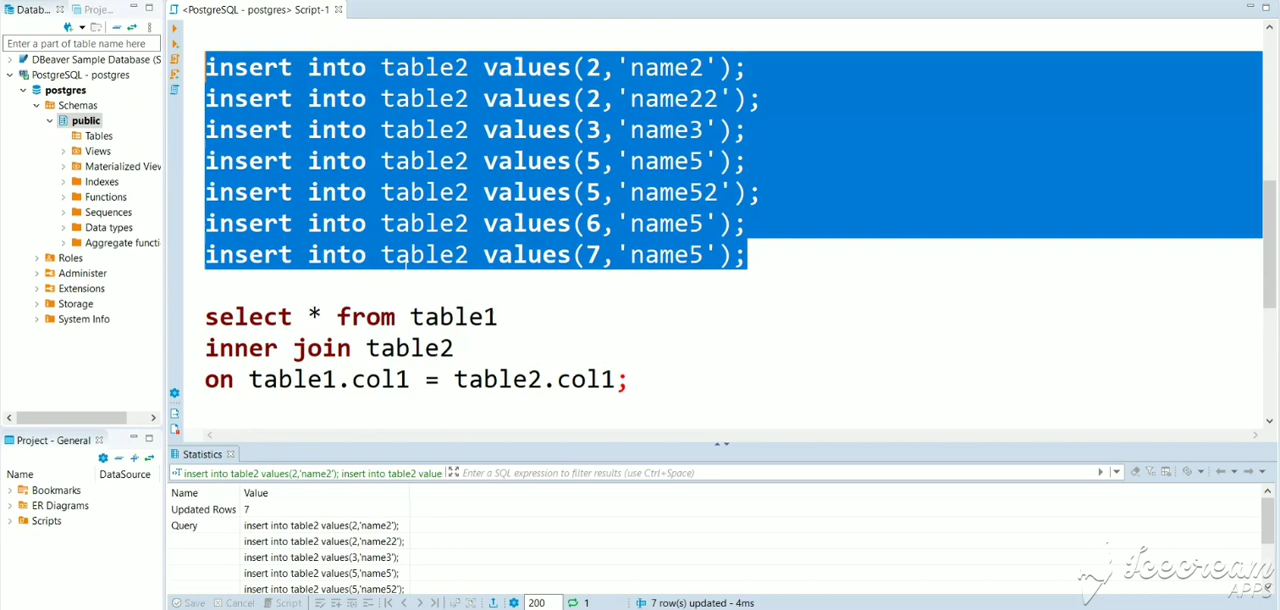 Datab..
Proje...
<PostgreSQL - postgres> Script-1
Enter a part of table name here
DBeaver Sample Database (S
PostgreSQL - postgres
postgres
Schemas
public
Tables
Views
Materialized View
Indexes
Functions
Sequences
Data types
Aggregate functi
Roles
Administer
Extensions
Storage
System Info
insert into table2 values(2,'name2');
insert into table2 values(2,'name22');
insert into table2 values(3,'name3');
insert into table2 values(5,'name5');
insert into table2 values(5,'name52');
insert into table2 values(6,'name5');
insert into table2 values(7,'name5');
select * from table1
inner join table2
on table1.col1 = table2.col1;
Project - General
Name DataSource
Bookmarks
ER Diagrams
Scripts
Statistics
insert into table2 values(2,'name2'); insert into table2 value
Enter a SQL expression to filter results (use Ctrl+Space)
Name Value
Updated Rows 7
Query insert into table2 values(2,'name2');
insert into table2 values(2,'name22');
insert into table2 values(3,'name3');
insert into table2 values(5,'name5');
insert into table2 values(5,'name52');
Save Cancel Script 200 1 7 row(s) updated - 4ms
Icecream
APPS